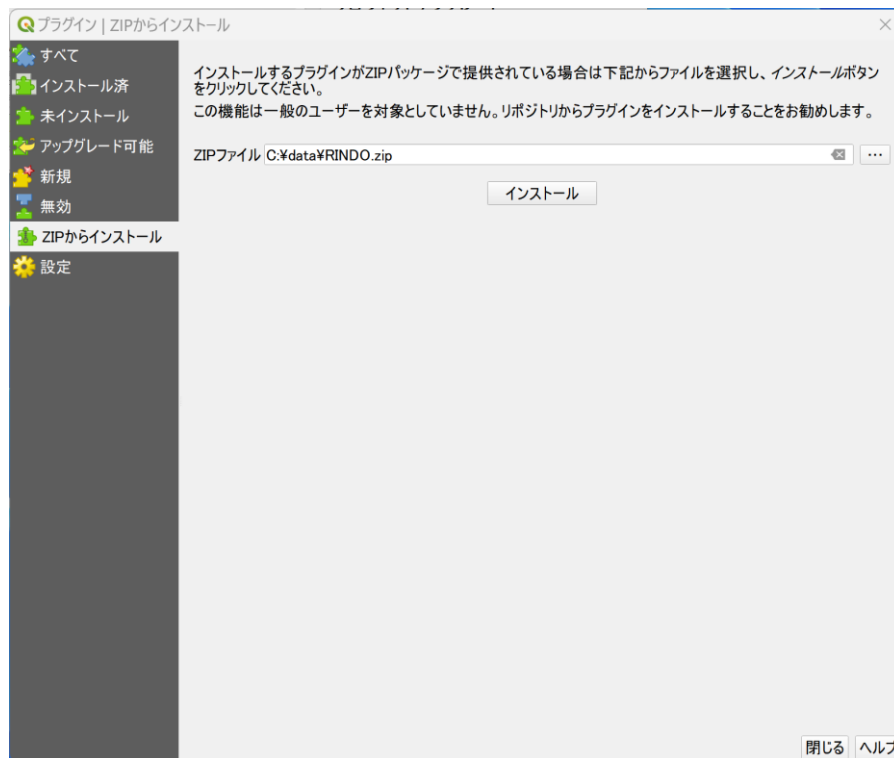 プラグイン | ZIPからインストール
すべて
インストール済
未インストール
アップグレード可能
新規
無効
ZIPからインストール
設定
インストールするプラグインがZIPパッケージで提供されている場合は下記からファイルを選択し、インストールボタン
をクリックしてください。
この機能は一般のユーザーを対象としていません。リポジトリからプラグインをインストールすることをお勧めします。
ZIPファイル C:¥data¥RINDO.zip
...
インストール
閉じる
ヘルプ